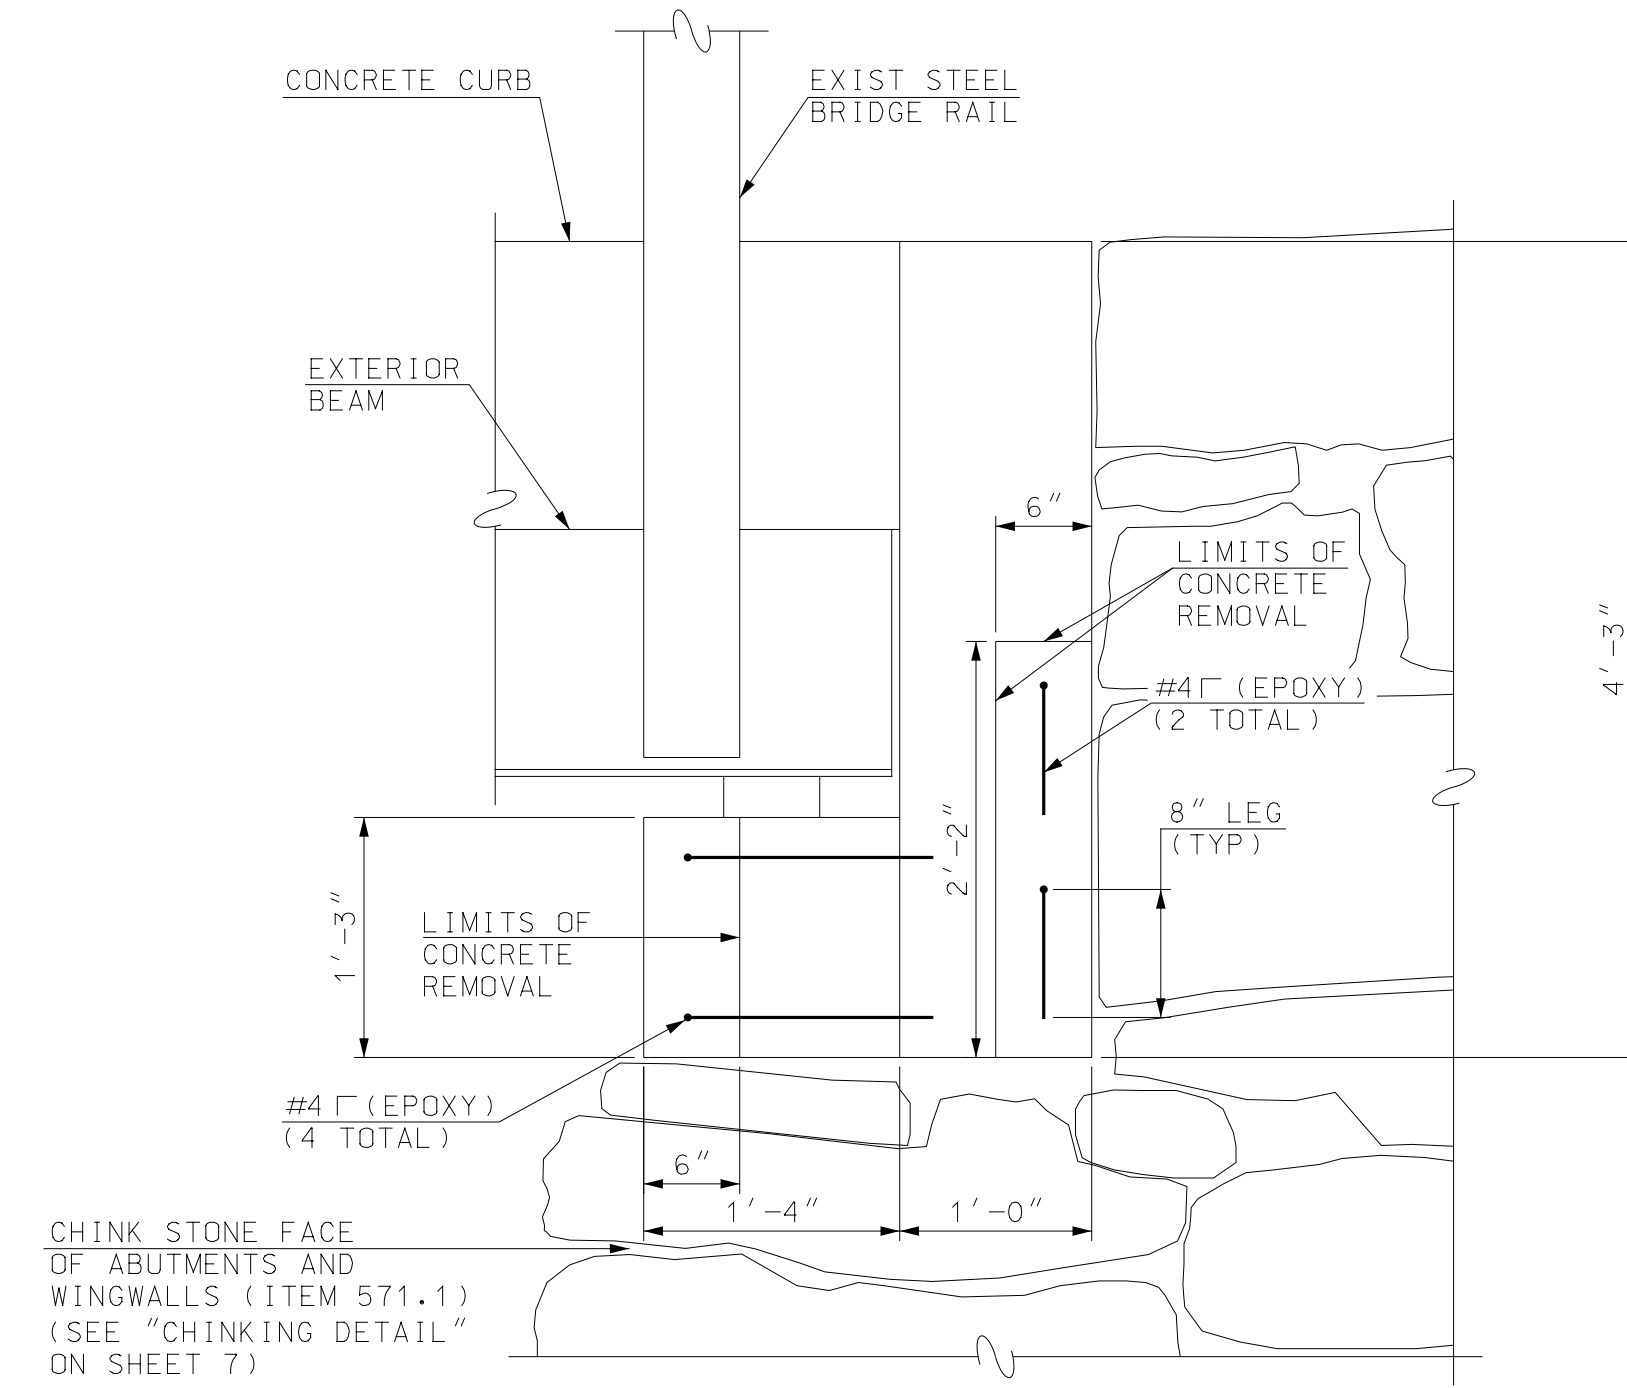 CONCRETE CURB
EXIST STEEL
BRIDGE RAIL
EXTERIOR
BEAM
6"
LIMITS OF
CONCRETE
REMOVAL
4'-3"
#4 ┌ (EPOXY)
(2 TOTAL)
8" LEG
(TYP)
2'-2"
1'-3"
LIMITS OF
CONCRETE
REMOVAL
#4 ┌ (EPOXY)
(4 TOTAL)
6"
1'-4"
1'-0"
CHINK STONE FACE
OF ABUTMENTS AND
WINGWALLS (ITEM 571.1)
(SEE "CHINKING DETAIL"
ON SHEET 7)